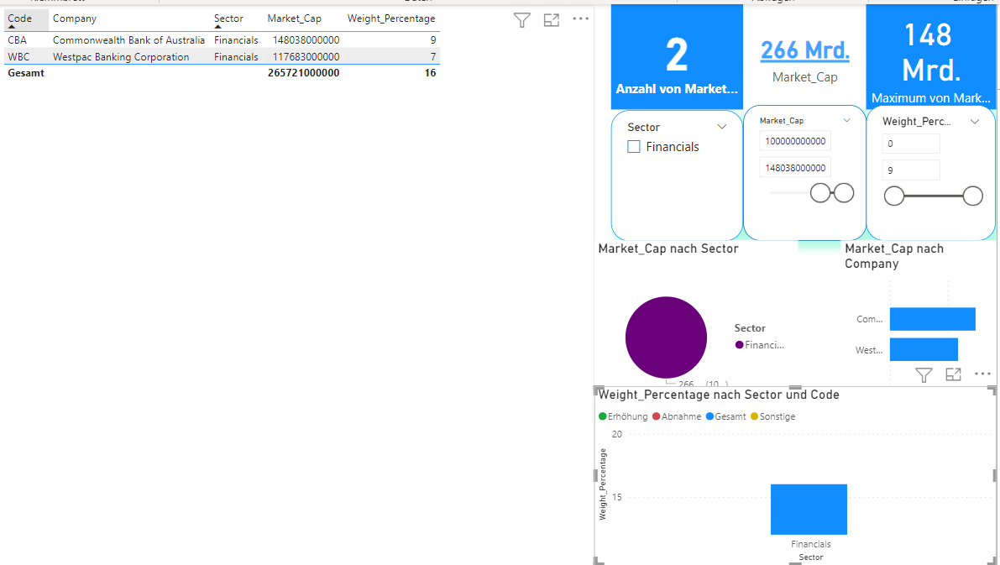 Code Company Sector Market_Cap Weight_Percentage
CBA Commonwealth Bank of Australia Financials 148038000000 9
WBC Westpac Banking Corporation Financials 117683000000 7
Gesamt 265721000000 16
2
Anzahl von Market...
266 Mrd.
Market_Cap
148
Mrd.
Maximum von Mark...
Sector
Financials
Market_Cap
100000000000
148038000000
Weight_Perc...
0
9
Market_Cap nach Sector
Sector
Financi...
Market_Cap nach
Company
Com...
West...
Weight_Percentage nach Sector und Code
Erhöhung Abnahme Gesamt Sonstige
20
15
Weight_Percentage
Financials
Sector